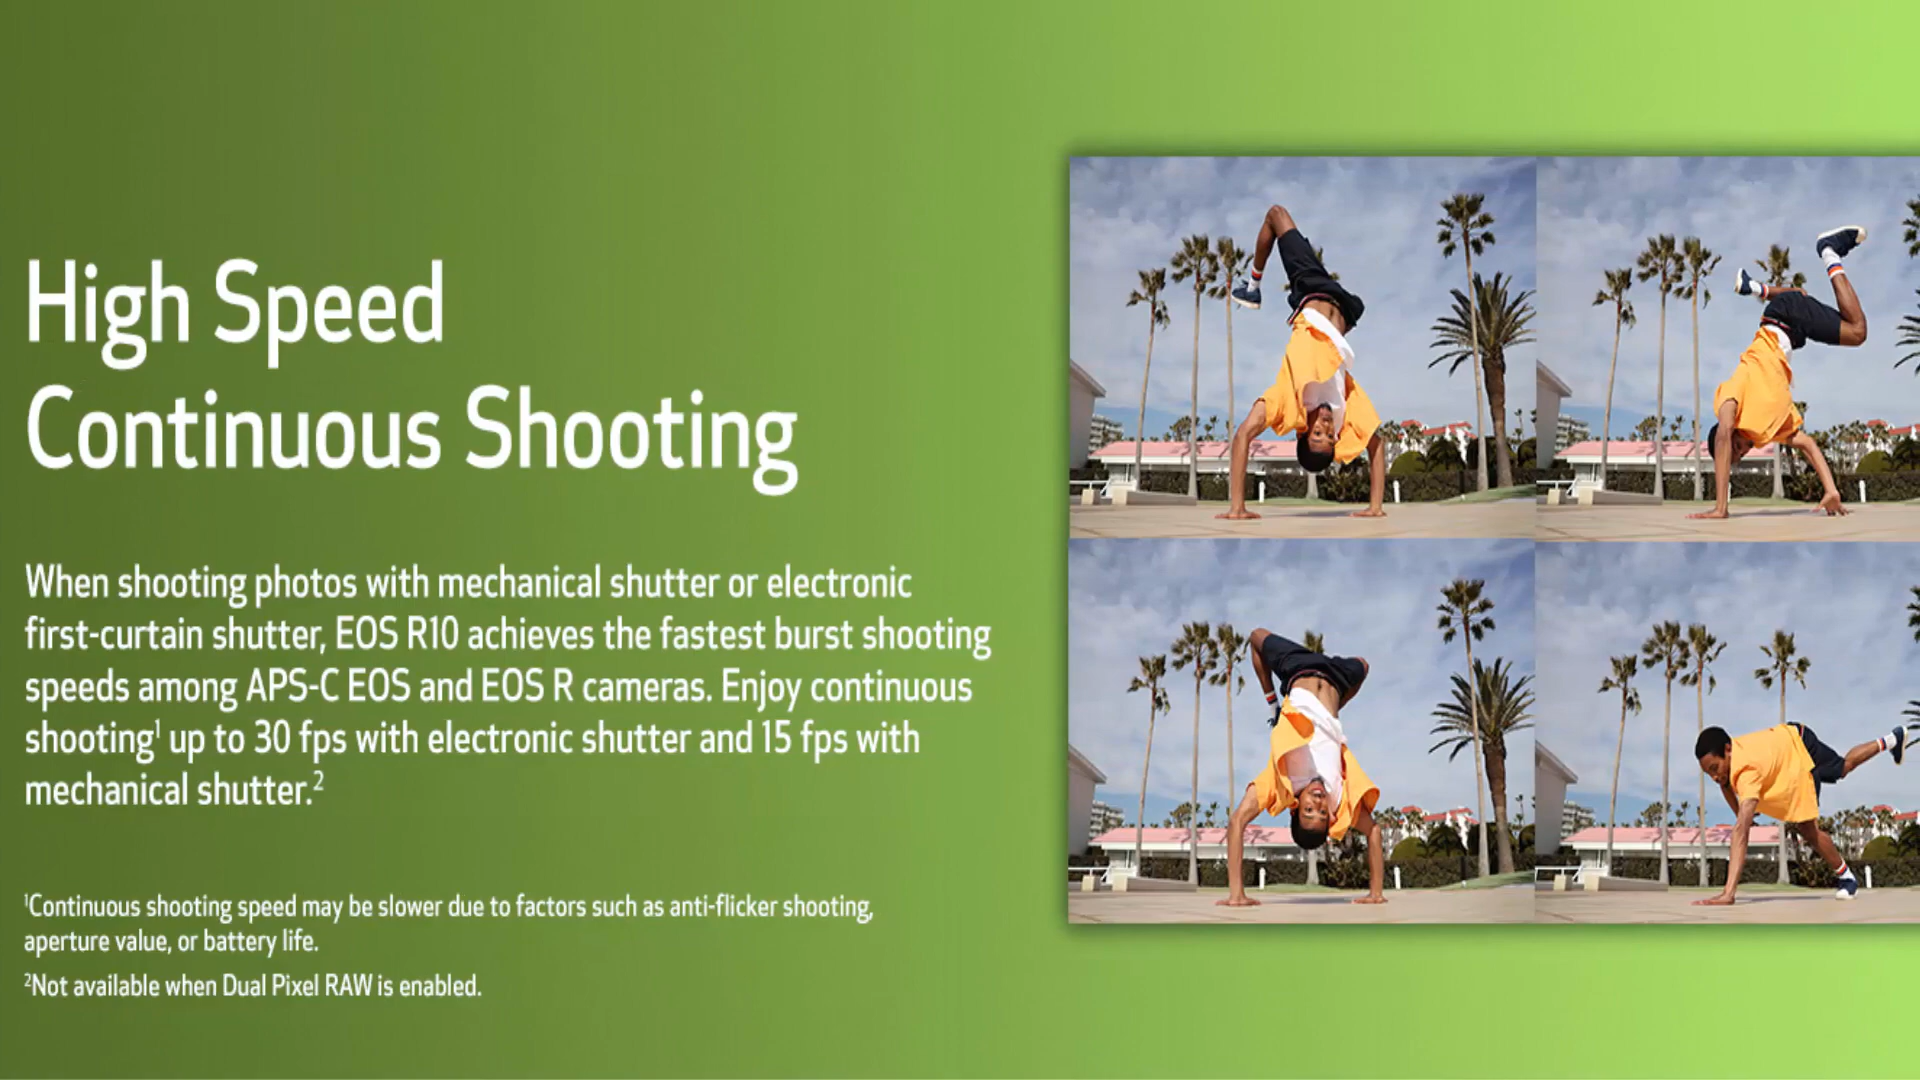 High Speed
Continuous Shooting
When shooting photos with mechanical shutter or electronic
first-curtain shutter, EOS R10 achieves the fastest burst shooting
speeds among APS-C EOS and EOS R cameras. Enjoy continuous
shooting¹ up to 30 fps with electronic shutter and 15 fps with
mechanical shutter.²
¹Continuous shooting speed may be slower due to factors such as anti-flicker shooting,
aperture value, or battery life.
²Not available when Dual Pixel RAW is enabled.